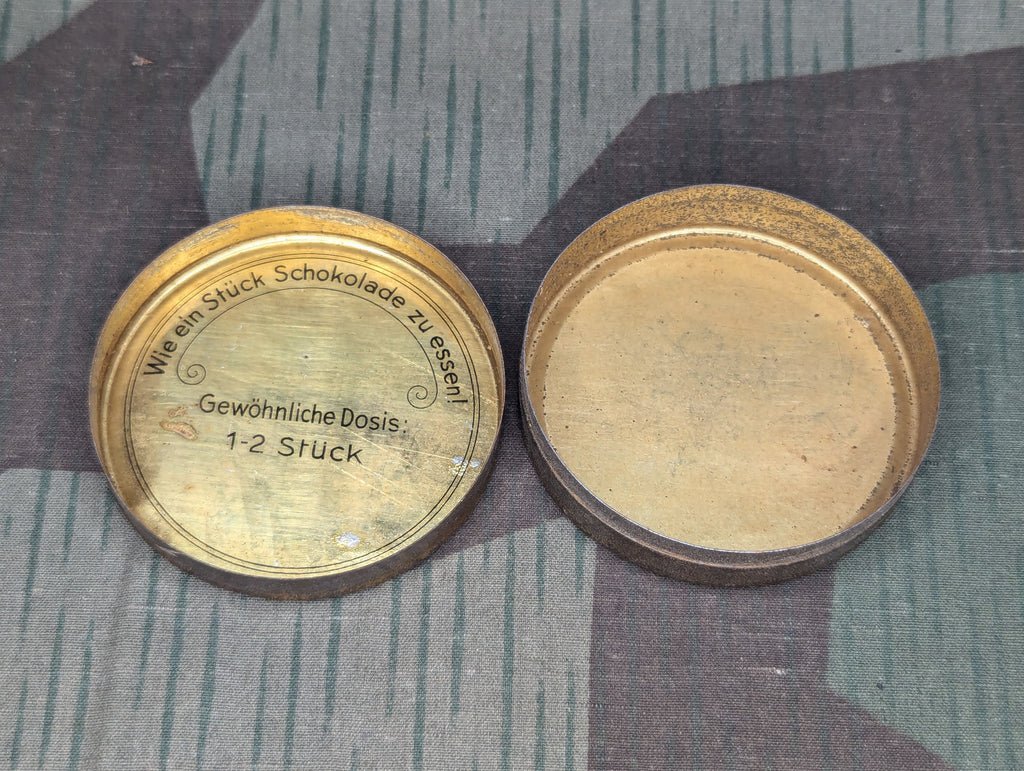 Wie ein Stück Schokolade zu essen!
Gewöhnliche Dosis:
1-2 Stück